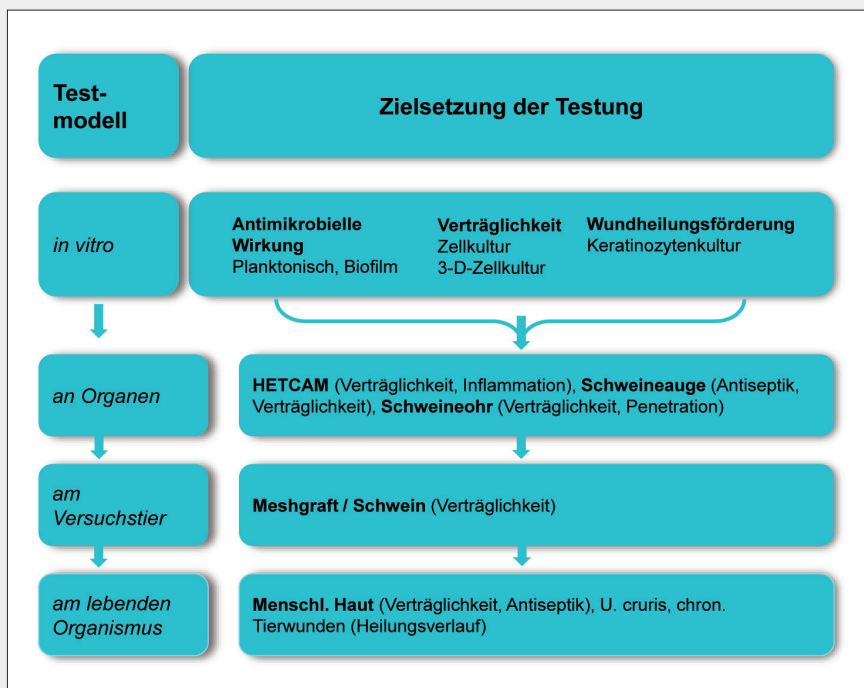 Test-
modell
Zielsetzung der Testung
in vitro
Antimikrobielle
Wirkung
Planktonisch, Biofilm
Verträglichkeit
Zellkultur
3-D-Zellkultur
Wundheilungsförderung
Keratinozytenkultur
an Organen
HETCAM (Verträglichkeit, Inflammation), Schweineauge (Antiseptik,
Verträglichkeit), Schweineohr (Verträglichkeit, Penetration)
am
Versuchstier
Meshgraft / Schwein (Verträglichkeit)
am lebenden
Organismus
Menschl. Haut (Verträglichkeit, Antiseptik), U. cruris, chron.
Tierwunden (Heilungsverlauf)